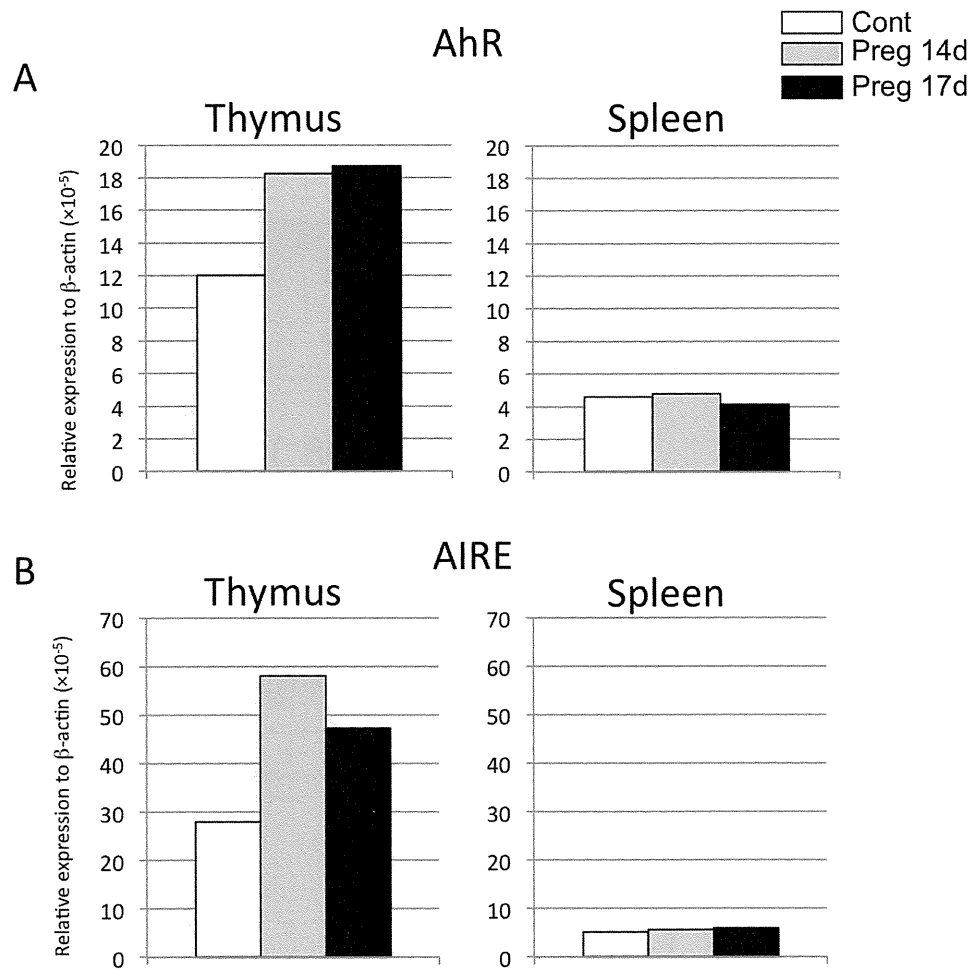 AhR
Cont
Preg 14d
Preg 17d
A
Thymus
Spleen
Relative expression to β-actin (×10⁻⁵)
20
18
16
14
12
10
8
6
4
2
0
20
18
16
14
12
10
8
6
4
2
0
AIRE
B
Thymus
Spleen
Relative expression to β-actin (×10⁻⁵)
70
60
50
40
30
20
10
0
70
60
50
40
30
20
10
0